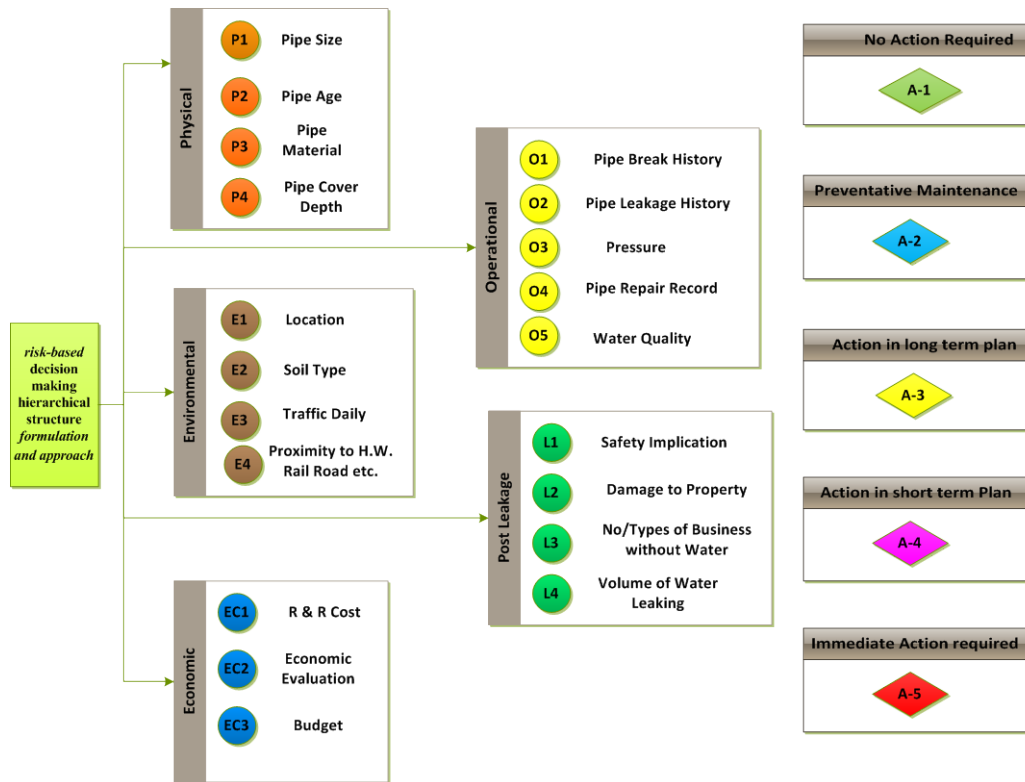 risk-based
decision
making
hierarchical
structure
formulation
and approach
Physical
P1 Pipe Size
P2 Pipe Age
P3 Pipe
Material
P4 Pipe Cover
Depth
Environmental
E1 Location
E2 Soil Type
E3 Traffic Daily
E4 Proximity to H.W.
Rail Road etc.
Economic
EC1 R & R Cost
EC2 Economic
Evaluation
EC3 Budget
Operational
O1 Pipe Break History
O2 Pipe Leakage History
O3 Pressure
O4 Pipe Repair Record
O5 Water Quality
Post Leakage
L1 Safety Implication
L2 Damage to Property
L3 No/Types of Business
without Water
L4 Volume of Water
Leaking
No Action Required
A-1
Preventative Maintenance
A-2
Action in long term plan
A-3
Action in short term Plan
A-4
Immediate Action required
A-5